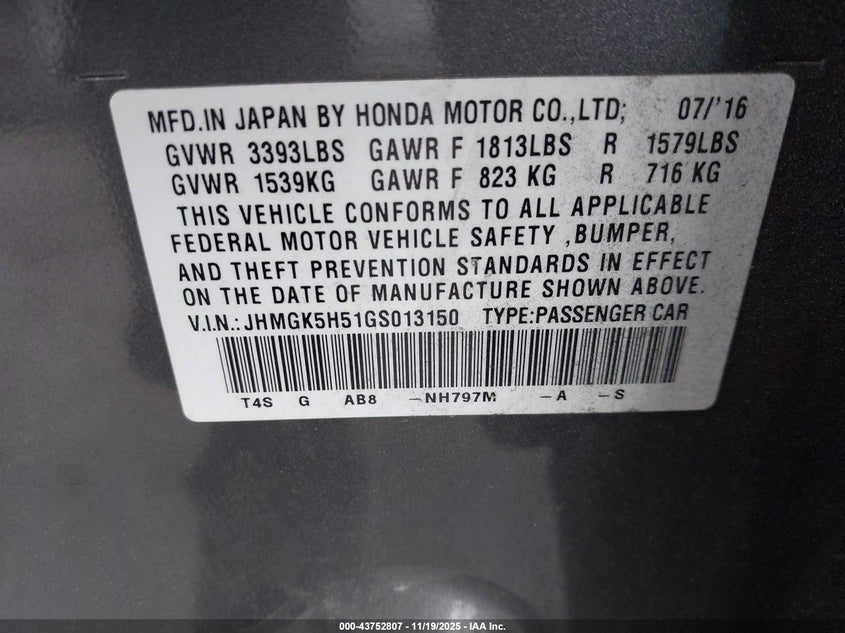 MFD.IN JAPAN BY HONDA MOTOR CO.,LTD; 07/'16
GVWR 3393LBS GAWR F 1813LBS R 1579LBS
GVWR 1539KG GAWR F 823 KG R 716 KG
THIS VEHICLE CONFORMS TO ALL APPLICABLE
FEDERAL MOTOR VEHICLE SAFETY ,BUMPER,
AND THEFT PREVENTION STANDARDS IN EFFECT
ON THE DATE OF MANUFACTURE SHOWN ABOVE.
V.I.N.: JHMGK5H51GS013150 TYPE:PASSENGER CAR
T4S G AB8 -NH797M -A -S
000-43752807 - 11/19/2025 - IAA Inc.